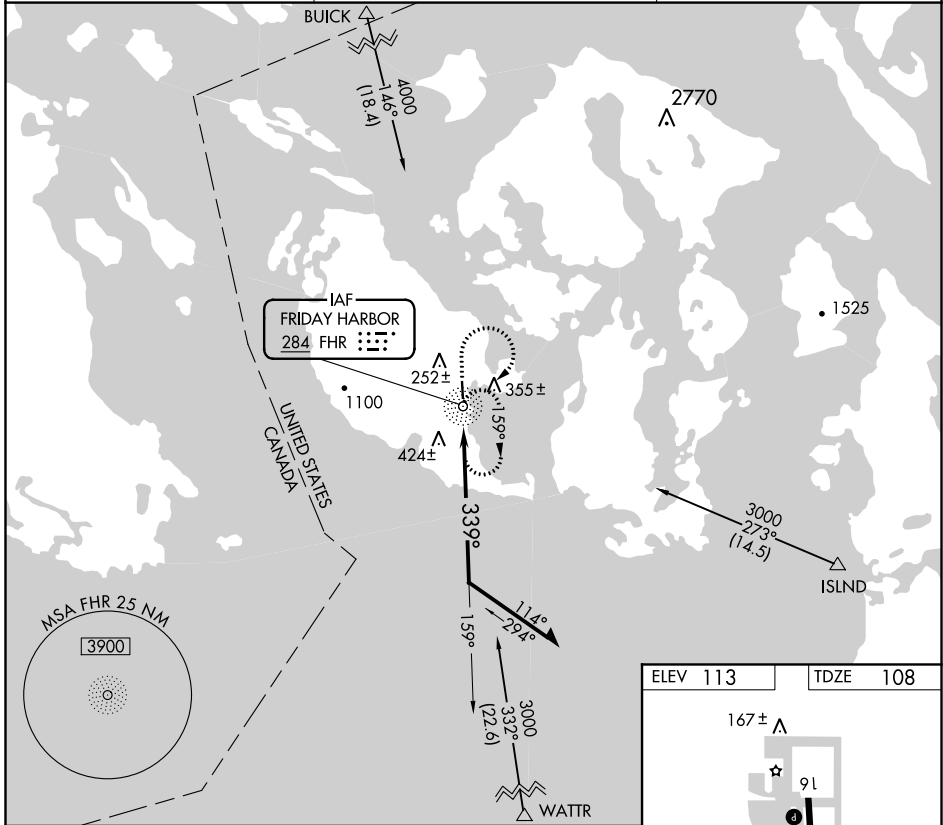 BUICK
4000
146°
(18.4)
2770
IAF
FRIDAY HARBOR
284 FHR
1525
252±
355±
1100
159°
424±
UNITED STATES
CANADA
339°
3000
273°
(14.5)
ISLND
MSA FHR 25 NM
3900
114°
294°
159°
3000
332°
(22.6)
WATTR
ELEV 113
TDZE 108
167±
16
P